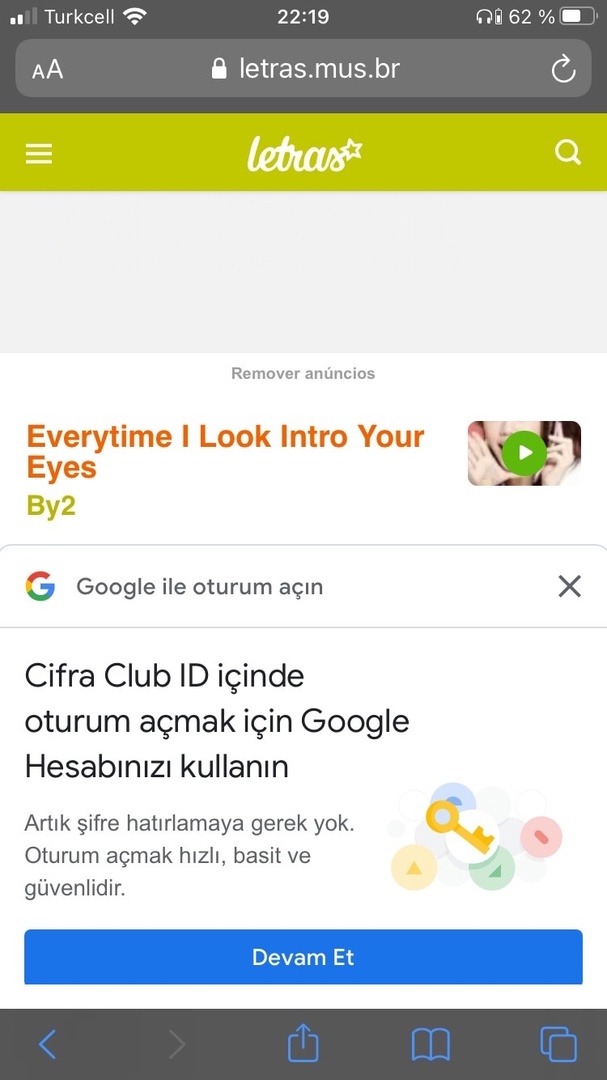 Turkcell 22:19 62 %
AA letras.mus.br
letras
Remover anúncios
Everytime I Look Intro Your
Eyes
By2
Google ile oturum açın
Cifra Club ID içinde
oturum açmak için Google
Hesabınızı kullanın
Artık şifre hatırlamaya gerek yok.
Oturum açmak hızlı, basit ve
güvenlidir.
Devam Et